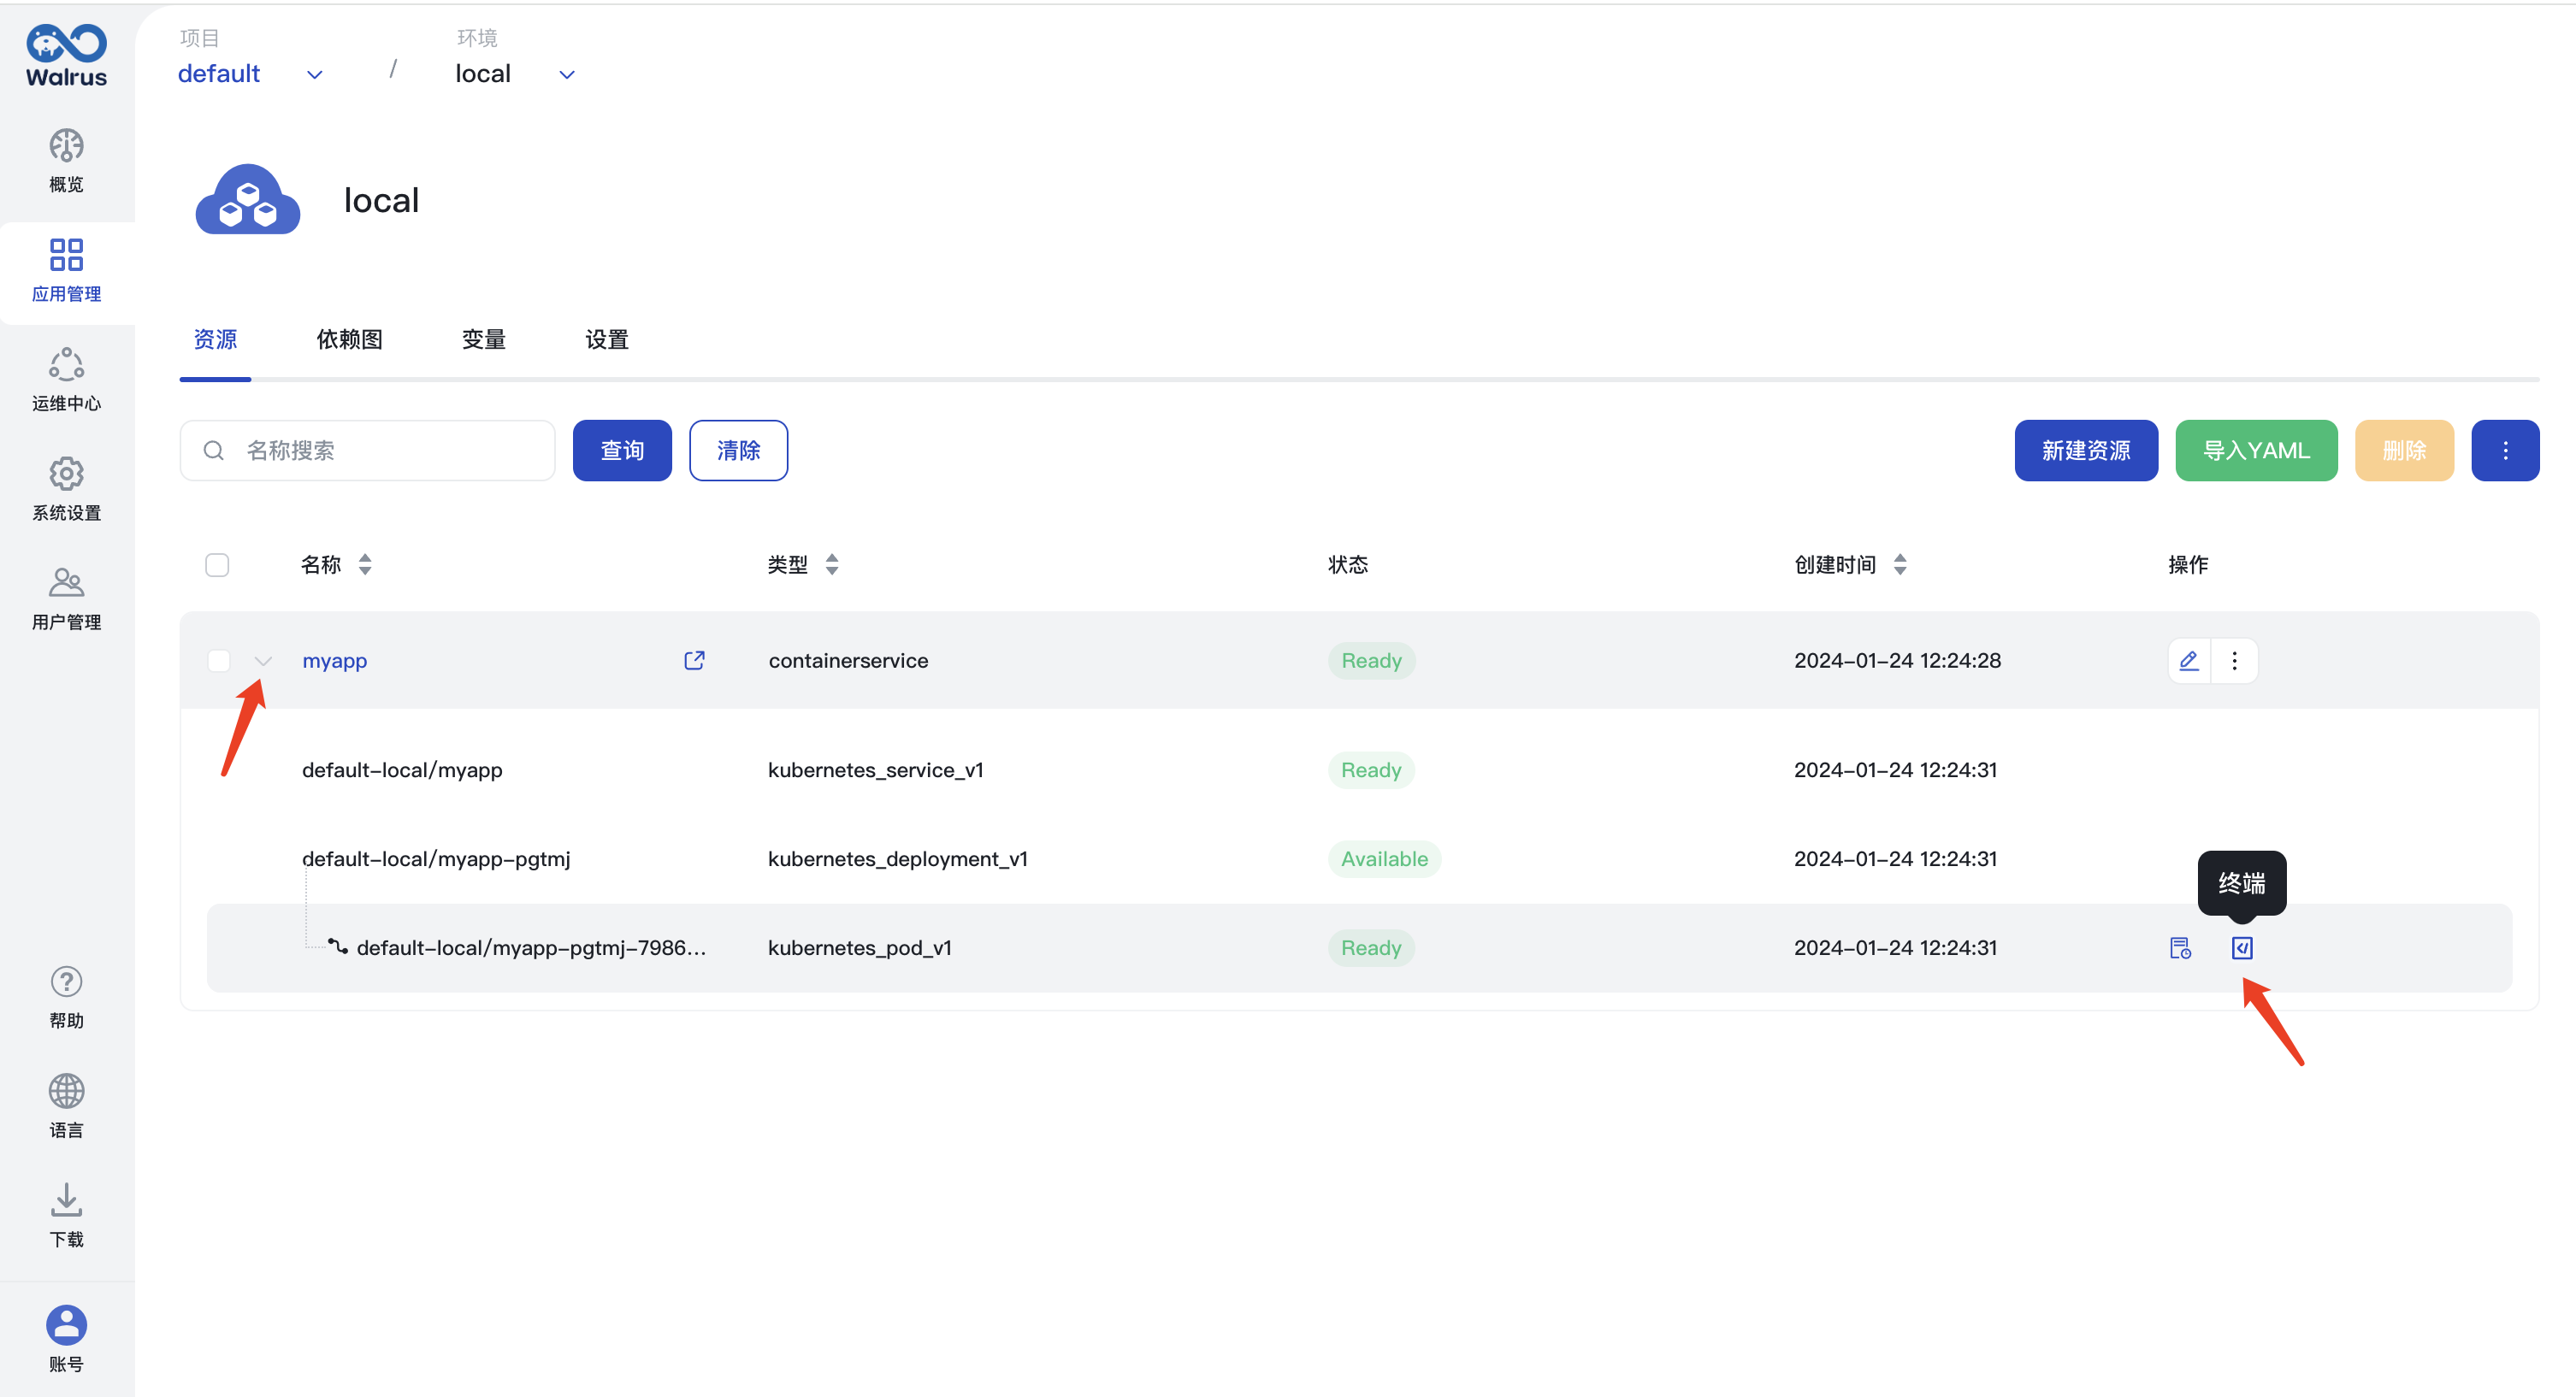 Walrus
项目
环境
default
/
local
local
概览
应用管理
运维中心
系统设置
用户管理
帮助
语言
下载
账号
资源
依赖图
变量
设置
名称搜索
查询
清除
新建资源
导入YAML
删除
名称
类型
状态
创建时间
操作
myapp
containerservice
Ready
2024-01-24 12:24:28
default-local/myapp
kubernetes_service_v1
Ready
2024-01-24 12:24:31
default-local/myapp-pgtmj
kubernetes_deployment_v1
Available
2024-01-24 12:24:31
终端
default-local/myapp-pgtmj-7986...
kubernetes_pod_v1
Ready
2024-01-24 12:24:31